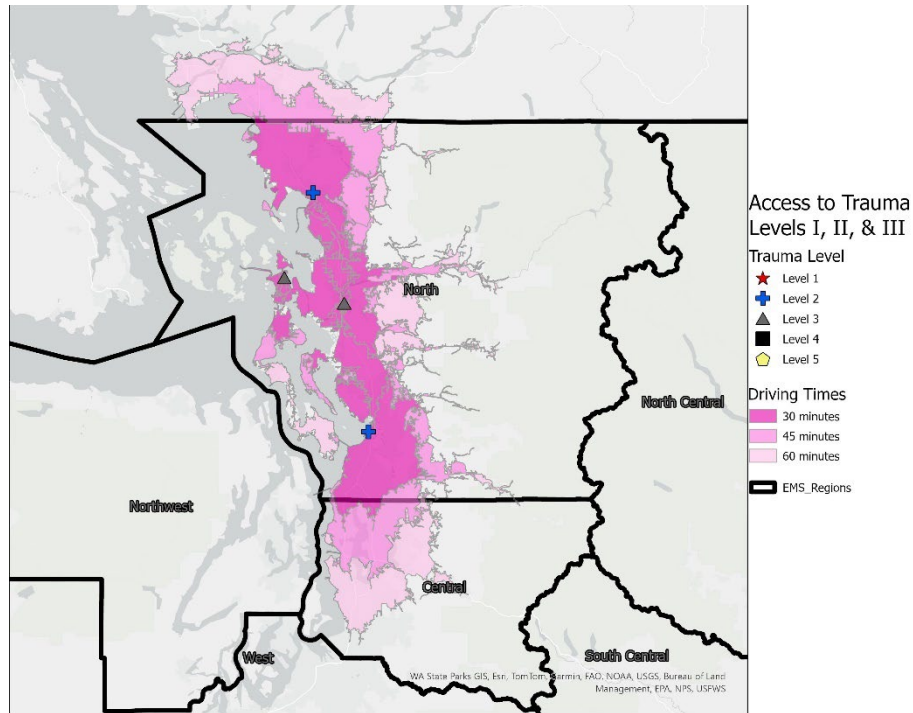 Access to Trauma
Levels I, II, & III
Trauma Level
Level 1
Level 2
Level 3
Level 4
Level 5
Driving Times
30 minutes
45 minutes
60 minutes
EMS_Regions
North
North Central
Northwest
Central
West
South Central
WA State Parks GIS, Esri, TomTom, Garmin, FAO, NOAA, USGS, Bureau of Land
Management, EPA, NPS, USFWS